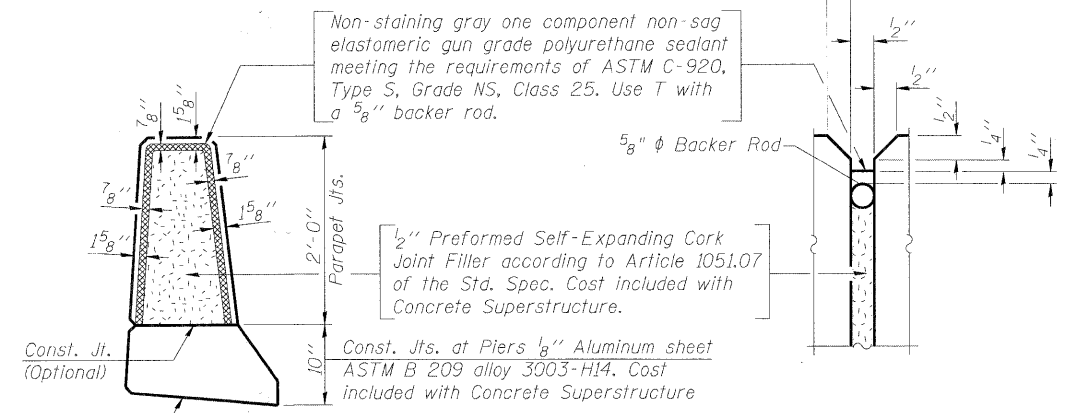 Non-staining gray one component non-sag
elastomeric gun grade polyurethane sealant
meeting the requirements of ASTM C-920,
Type S, Grade NS, Class 25. Use T with
a 5/8" backer rod.
1/2"
1/2"
7/8"
1 5/8"
5/8" φ Backer Rod
1/2"
1/4"
1/4"
7/8"
7/8"
1 5/8"
1 5/8"
2'-0"
Parapet Jts.
1/2" Preformed Self-Expanding Cork
Joint Filler according to Article 1051.07
of the Std. Spec. Cost included with
Concrete Superstructure.
Const. Jt.
(Optional)
10"
Const. Jts. at Piers 1/8" Aluminum sheet
ASTM B 209 alloy 3003-H14. Cost
included with Concrete Superstructure